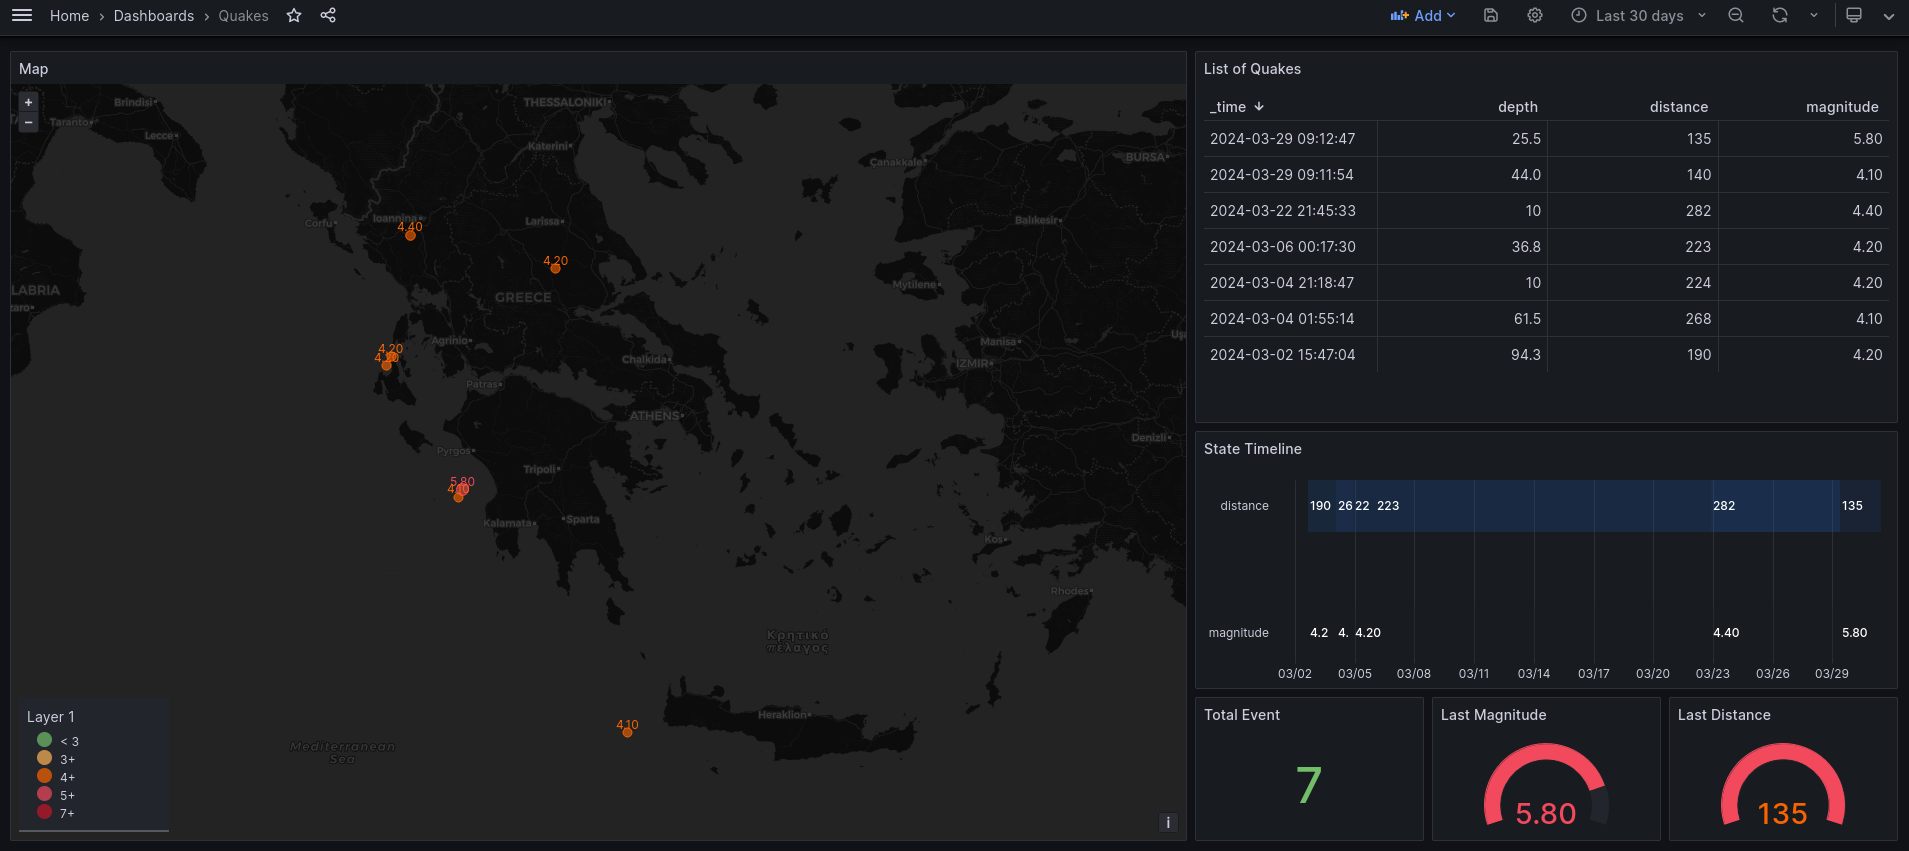 Home › Dashboards › Quakes
Add
Last 30 days
Map
+
−
Brindisi
Taranto
Lecce
THESSALONIKI
Katerini
Çanakkale
BURSA
Corfu
Ioannina
4.40
Larissa
Balıkesir
4.20
LABRIA
GREECE
Mytilene
Agrinio
4.20
Chalkida
Manisa
IZMIR
Patras
ATHENS
Denizli
Pyrgos
Tripoli
5.80
Kalamata
Sparta
Kos
Rhodes
Κρητικό
πέλαγος
4.10
Heraklion
Mediterranean
Sea
Layer 1
< 3
3+
4+
5+
7+
i
List of Quakes
_time depth distance magnitude
2024-03-29 09:12:47 25.5 135 5.80
2024-03-29 09:11:54 44.0 140 4.10
2024-03-22 21:45:33 10 282 4.40
2024-03-06 00:17:30 36.8 223 4.20
2024-03-04 21:18:47 10 224 4.20
2024-03-04 01:55:14 61.5 268 4.10
2024-03-02 15:47:04 94.3 190 4.20
State Timeline
distance 190 26 22 223 282 135
magnitude 4.2 4. 4.20 4.40 5.80
03/02 03/05 03/08 03/11 03/14 03/17 03/20 03/23 03/26 03/29
Total Event
7
Last Magnitude
5.80
Last Distance
135